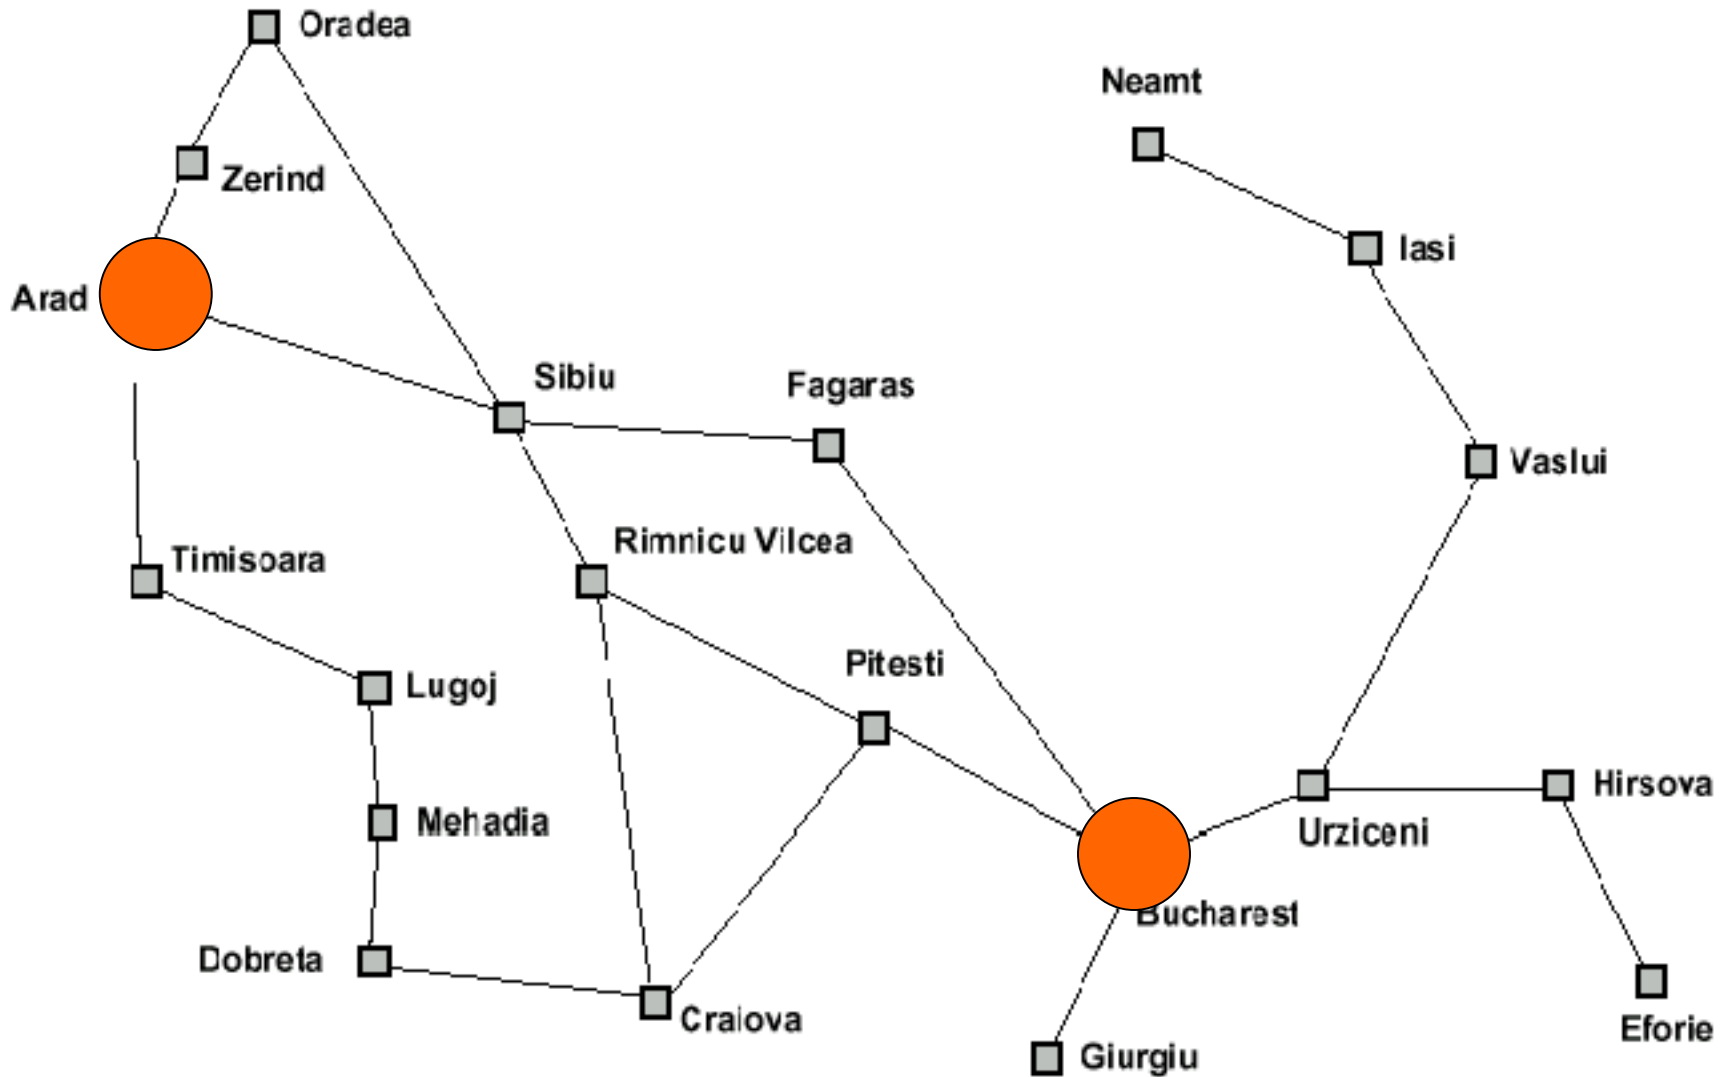 Oradea
Neamt
Zerind
Iasi
Arad
Sibiu
Fagaras
Vaslui
Rimnicu Vilcea
Timisoara
Pitesti
Lugoj
Hirsova
Mehadia
Urziceni
Bucharest
Dobreta
Craiova
Eforie
Giurgiu